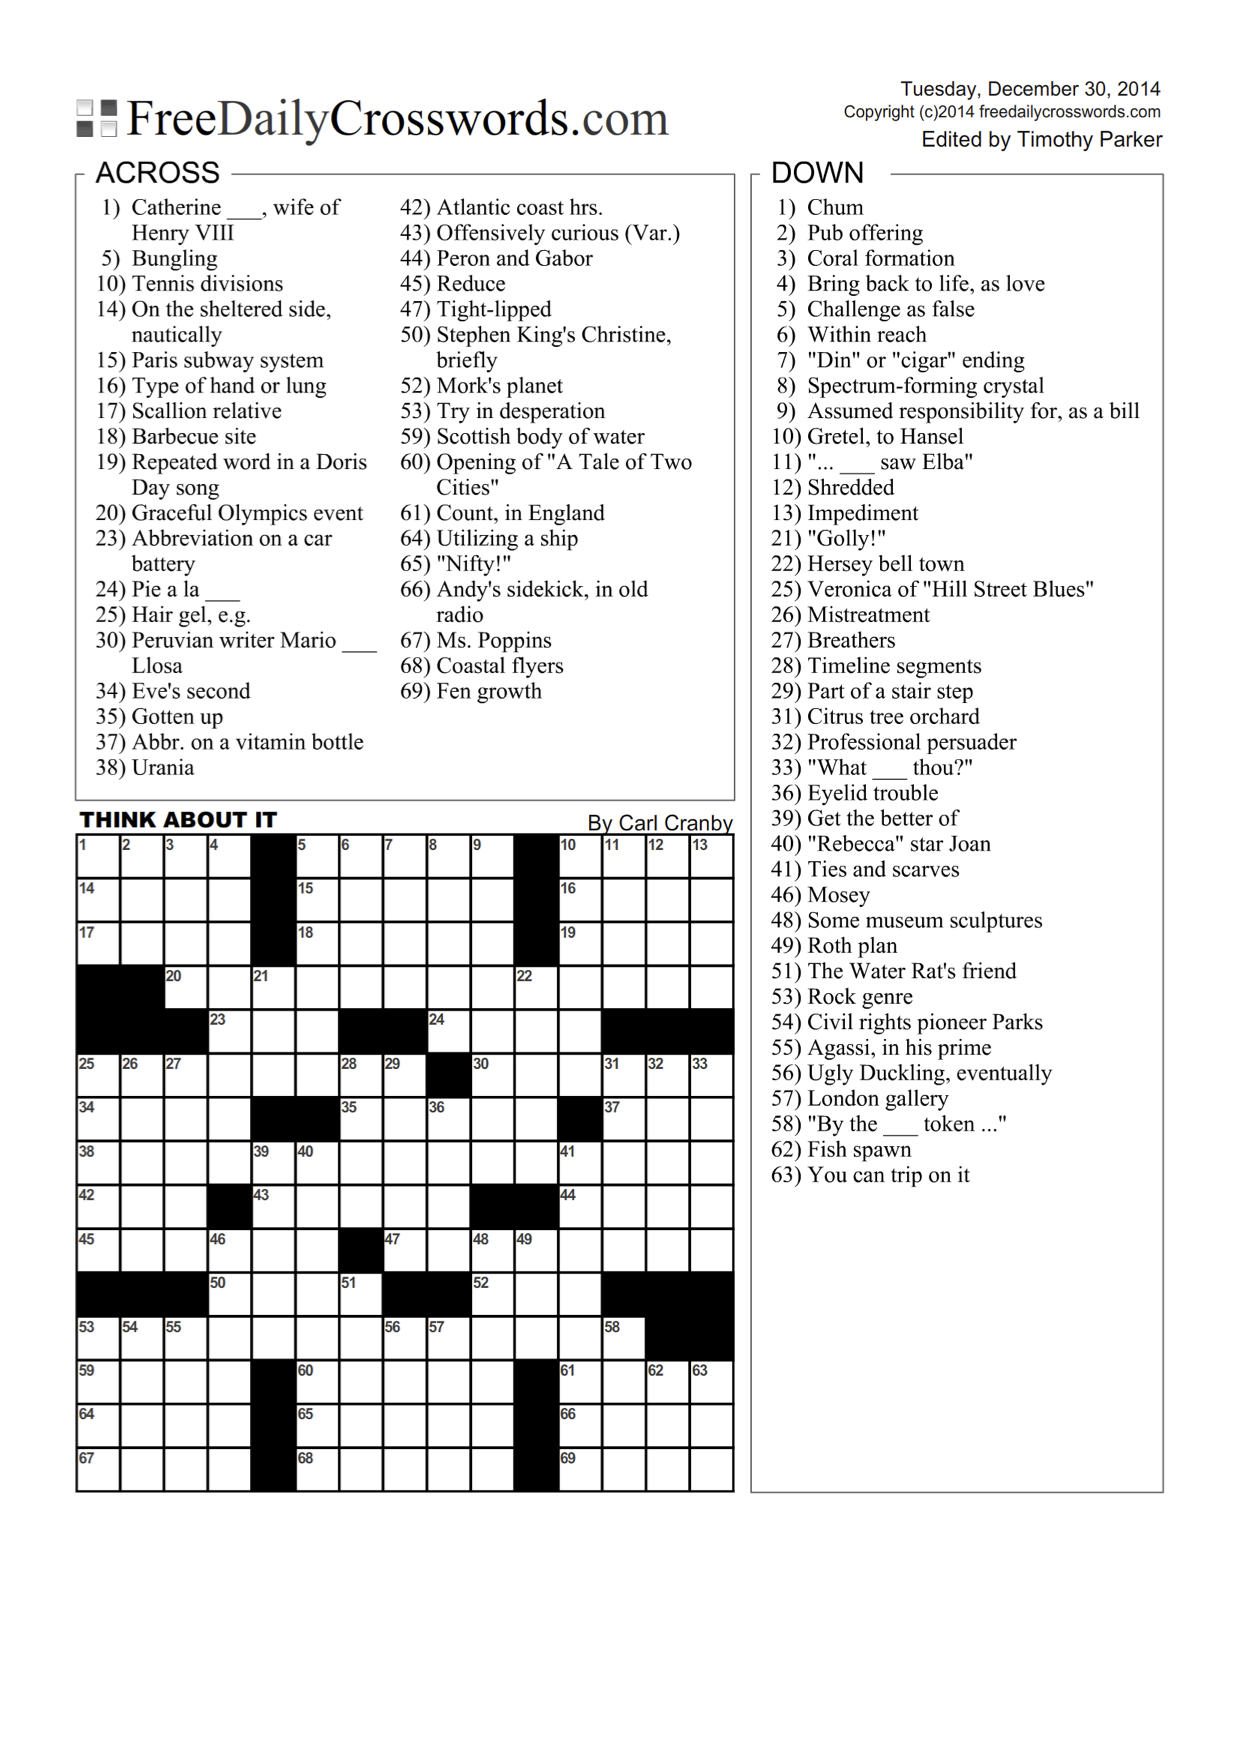 Tuesday, December 30, 2014
Copyright (c)2014 freedailycrosswords.com
Edited by Timothy Parker
FreeDailyCrosswords.com
ACROSS
1) Catherine ___, wife of
Henry VIII
5) Bungling
10) Tennis divisions
14) On the sheltered side,
nautically
15) Paris subway system
16) Type of hand or lung
17) Scallion relative
18) Barbecue site
19) Repeated word in a Doris
Day song
20) Graceful Olympics event
23) Abbreviation on a car
battery
24) Pie a la ___
25) Hair gel, e.g.
30) Peruvian writer Mario ___
Llosa
34) Eve's second
35) Gotten up
37) Abbr. on a vitamin bottle
38) Urania
42) Atlantic coast hrs.
43) Offensively curious (Var.)
44) Peron and Gabor
45) Reduce
47) Tight-lipped
50) Stephen King's Christine,
briefly
52) Mork's planet
53) Try in desperation
59) Scottish body of water
60) Opening of "A Tale of Two
Cities"
61) Count, in England
64) Utilizing a ship
65) "Nifty!"
66) Andy's sidekick, in old
radio
67) Ms. Poppins
68) Coastal flyers
69) Fen growth
DOWN
1) Chum
2) Pub offering
3) Coral formation
4) Bring back to life, as love
5) Challenge as false
6) Within reach
7) "Din" or "cigar" ending
8) Spectrum-forming crystal
9) Assumed responsibility for, as a bill
10) Gretel, to Hansel
11) "... ___ saw Elba"
12) Shredded
13) Impediment
21) "Golly!"
22) Hersey bell town
25) Veronica of "Hill Street Blues"
26) Mistreatment
27) Breathers
28) Timeline segments
29) Part of a stair step
31) Citrus tree orchard
32) Professional persuader
33) "What ___ thou?"
36) Eyelid trouble
39) Get the better of
40) "Rebecca" star Joan
41) Ties and scarves
46) Mosey
48) Some museum sculptures
49) Roth plan
51) The Water Rat's friend
53) Rock genre
54) Civil rights pioneer Parks
55) Agassi, in his prime
56) Ugly Duckling, eventually
57) London gallery
58) "By the ___ token ..."
62) Fish spawn
63) You can trip on it
THINK ABOUT IT
By Carl Cranby
1 2 3 4 5 6 7 8 9 10 11 12 13
14 15 16
17 18 19
20 21 22
23 24
25 26 27 28 29 30 31 32 33
34 35 36 37
38 39 40 41
42 43 44
45 46 47 48 49
50 51 52
53 54 55 56 57 58
59 60 61 62 63
64 65 66
67 68 69